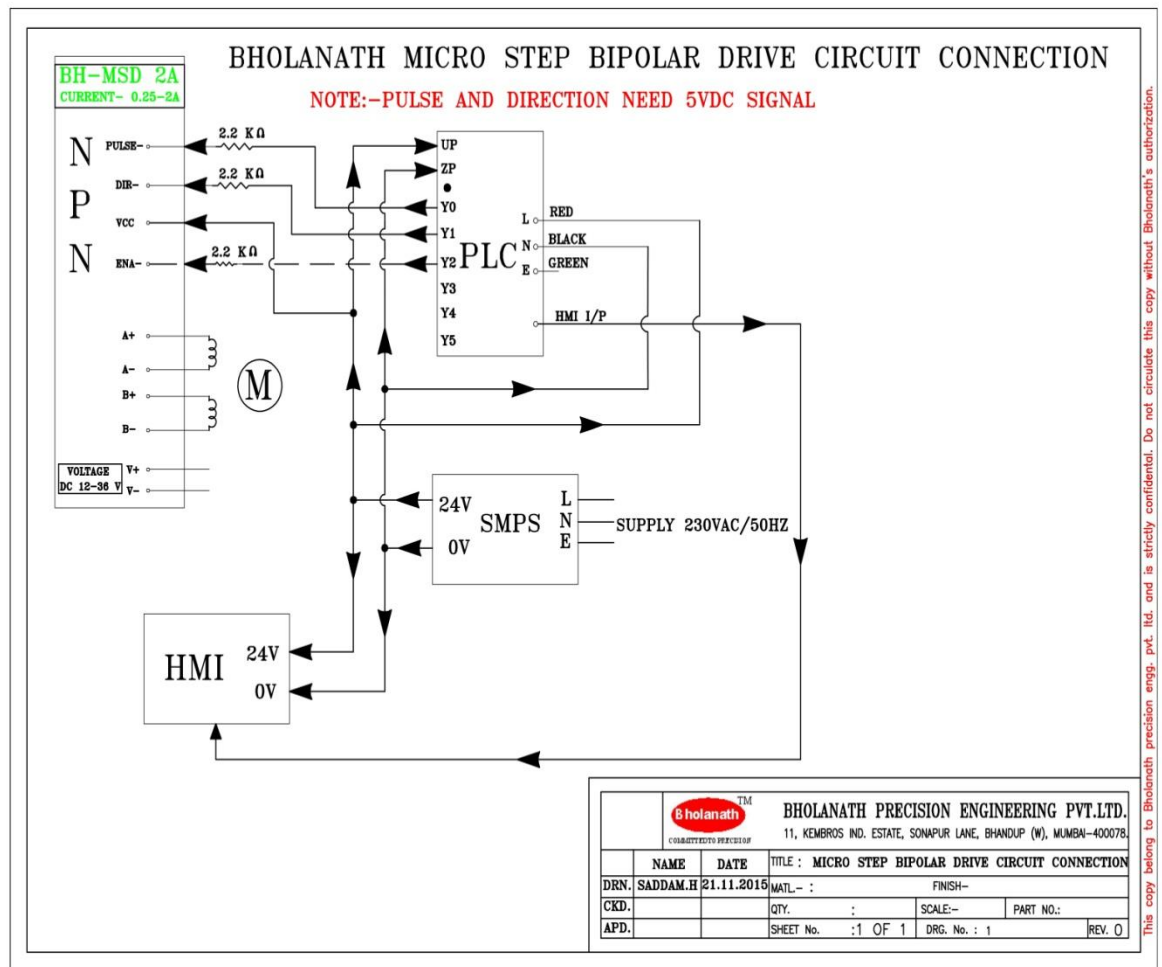 BHOLANATH MICRO STEP BIPOLAR DRIVE CIRCUIT CONNECTION
NOTE:-PULSE AND DIRECTION NEED 5VDC SIGNAL
BH-MSD 2A
CURRENT- 0.25-2A
N
P
N
PULSE-
DIR-
VCC
ENA-
A+
A-
B+
B-
VOLTAGE
DC 12-36 V
V+
V-
2.2 KΩ
2.2 KΩ
2.2 KΩ
M
UP
ZP
Y0
Y1
Y2
Y3
Y4
Y5
PLC
L
N
E
RED
BLACK
GREEN
HMI I/P
24V
0V
SMPS
L
N
E
SUPPLY 230VAC/50HZ
HMI
24V
0V
Bholanath
TM
COMMITTED TO PRECISION
BHOLANATH PRECISION ENGINEERING PVT.LTD.
11, KEMBROS IND. ESTATE, SONAPUR LANE, BHANDUP (W), MUMBAI-400078.
NAME DATE
TITLE : MICRO STEP BIPOLAR DRIVE CIRCUIT CONNECTION
DRN. SADDAM.H 21.11.2015 MATL.- : FINISH-
CKD. QTY. : SCALE:- PART NO.:
APD. SHEET No. :1 OF 1 DRG. No. : 1 REV. 0
This copy belong to Bholanath precision engg. pvt. ltd. and is strictly confidental. Do not circulate this copy without Bholanath's authorization.